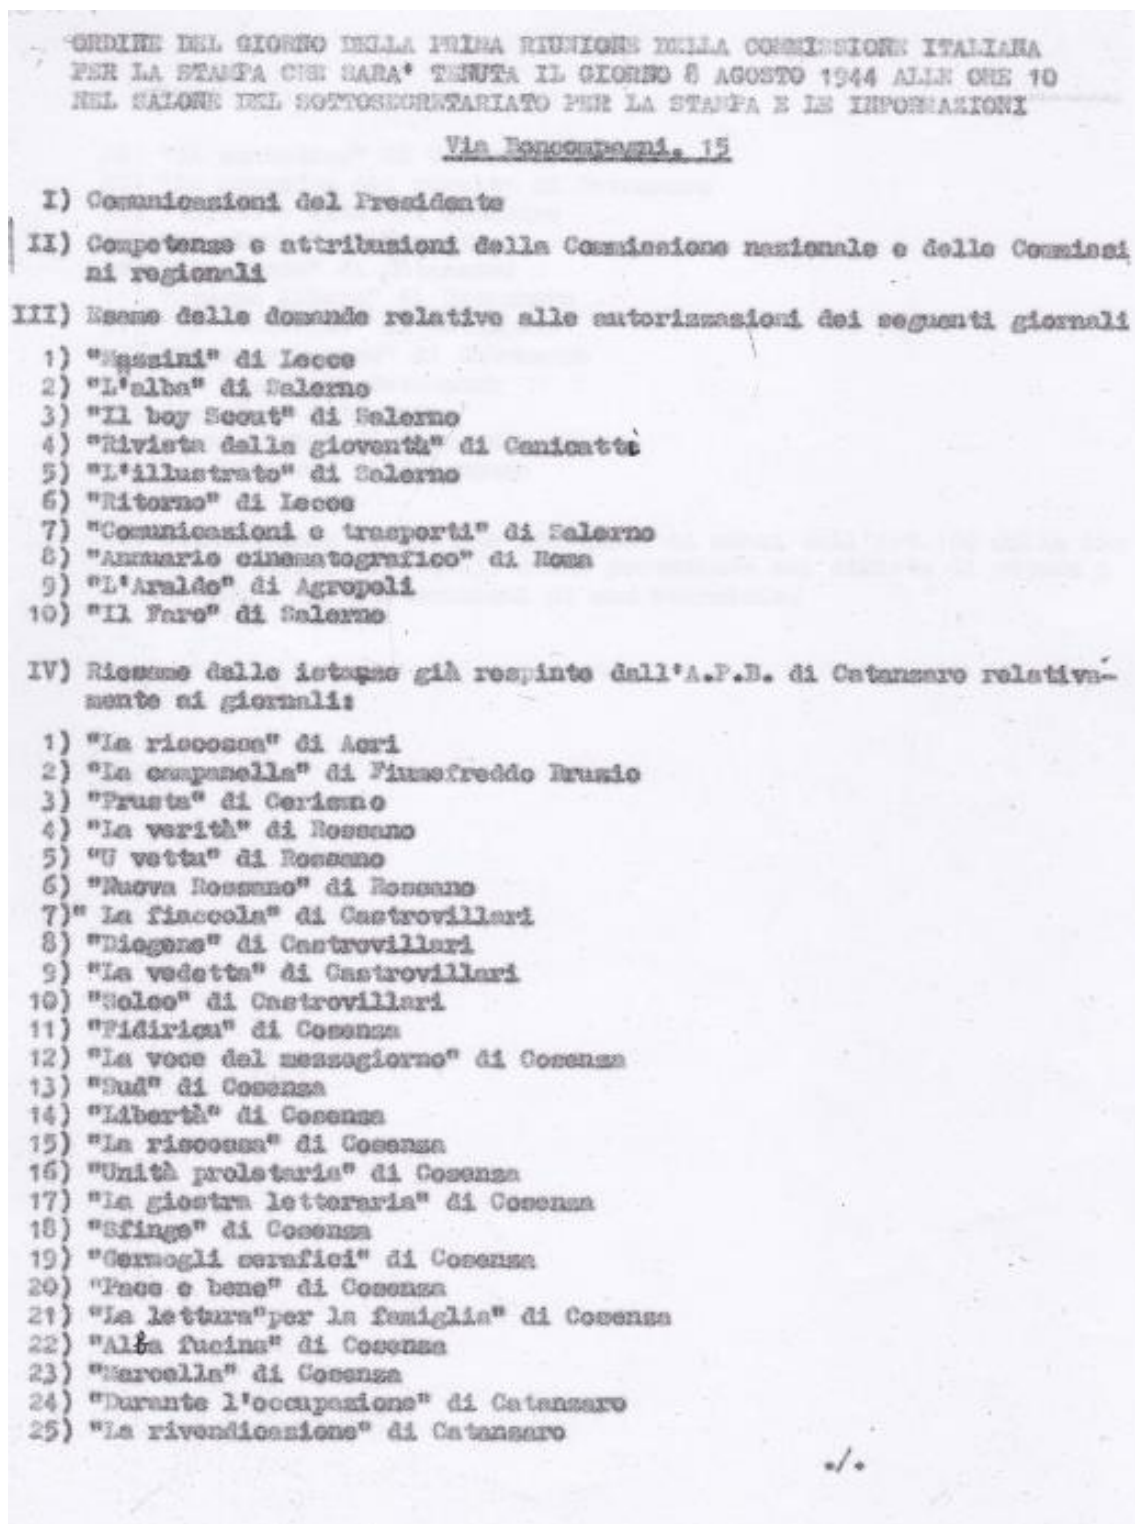 ORDINE DEL GIORNO DELLA PRIMA RIUNIONE DELLA COMMISSIONE ITALIANA
PER LA STAMPA CHE SARA' TENUTA IL GIORNO 8 AGOSTO 1944 ALLE ORE 10
NEL SALONE DEL SOTTOSEGRETARIATO PER LA STAMPA E LE INFORMAZIONI
Via Boncompagni. 15
I) Comunicazioni del Presidente
II) Competenze e attribuzioni della Commissione nazionale e delle Commissi
ni regionali
III) Esame delle domande relative alle autorizzazioni dei seguenti giornali
1) "Mazzini" di Lecce
2) "L'alba" di Salerno
3) "Il boy Scout" di Salerno
4) "Rivista della gioventù" di Canicattì
5) "L'illustrato" di Salerno
6) "Ritorno" di Lecce
7) "Comunicazioni e trasporti" di Salerno
8) "Annuario cinematografico" di Roma
9) "L'Araldo" di Agropoli
10) "Il Faro" di Salerno
IV) Riesame delle istanze già respinte dall'A.P.B. di Catanzaro relativa-
mente ai giornali:
1) "La riscossa" di Acri
2) "La campanella" di Fiumefreddo Bruzio
3) "Frusta" di Cerisano
4) "La verità" di Rossano
5) "U vettu" di Rossano
6) "Nuova Rossano" di Rossano
7)" La fiaccola" di Castrovillari
8) "Diogene" di Castrovillari
9) "La vedetta" di Castrovillari
10) "Solco" di Castrovillari
11) "Fidiricu" di Cosenza
12) "La voce del mezzogiorno" di Cosenza
13) "Sud" di Cosenza
14) "Libertà" di Cosenza
15) "La riscossa" di Cosenza
16) "Unità proletaria" di Cosenza
17) "La giostra letteraria" di Cosenza
18) "Sfinge" di Cosenza
19) "Germogli serafici" di Cosenza
20) "Pace e bene" di Cosenza
21) "La lettura"per la famiglia" di Cosenza
22) "Alta fucina" di Cosenza
23) "Marcella" di Cosenza
24) "Durante l'occupazione" di Catanzaro
25) "La rivendicazione" di Catanzaro
./.